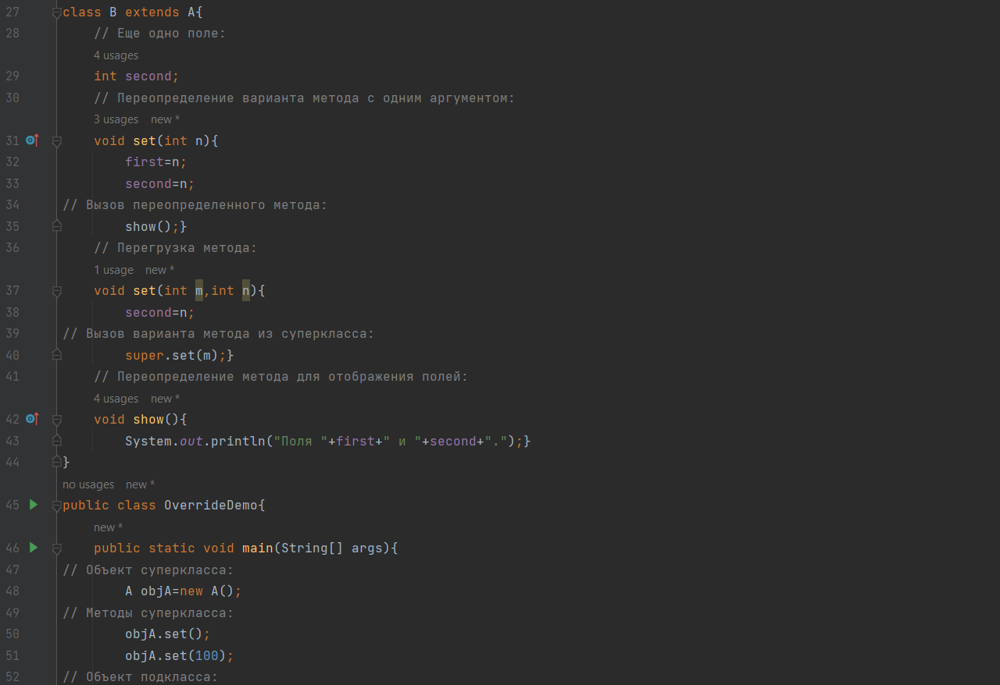 27 class B extends A{
28 // Еще одно поле:
4 usages
29 int second;
30 // Переопределение варианта метода с одним аргументом:
3 usages new *
31 void set(int n){
32 first=n;
33 second=n;
34 // Вызов переопределенного метода:
35 show();}
36 // Перегрузка метода:
1 usage new *
37 void set(int m,int n){
38 second=n;
39 // Вызов варианта метода из суперкласса:
40 super.set(m);}
41 // Переопределение метода для отображения полей:
4 usages new *
42 void show(){
43 System.out.println("Поля "+first+" и "+second+".");}
44 }
no usages new *
45 public class OverrideDemo{
new *
46 public static void main(String[] args){
47 // Объект суперкласса:
48 A objA=new A();
49 // Методы суперкласса:
50 objA.set();
51 objA.set(100);
52 // Объект подкласса: